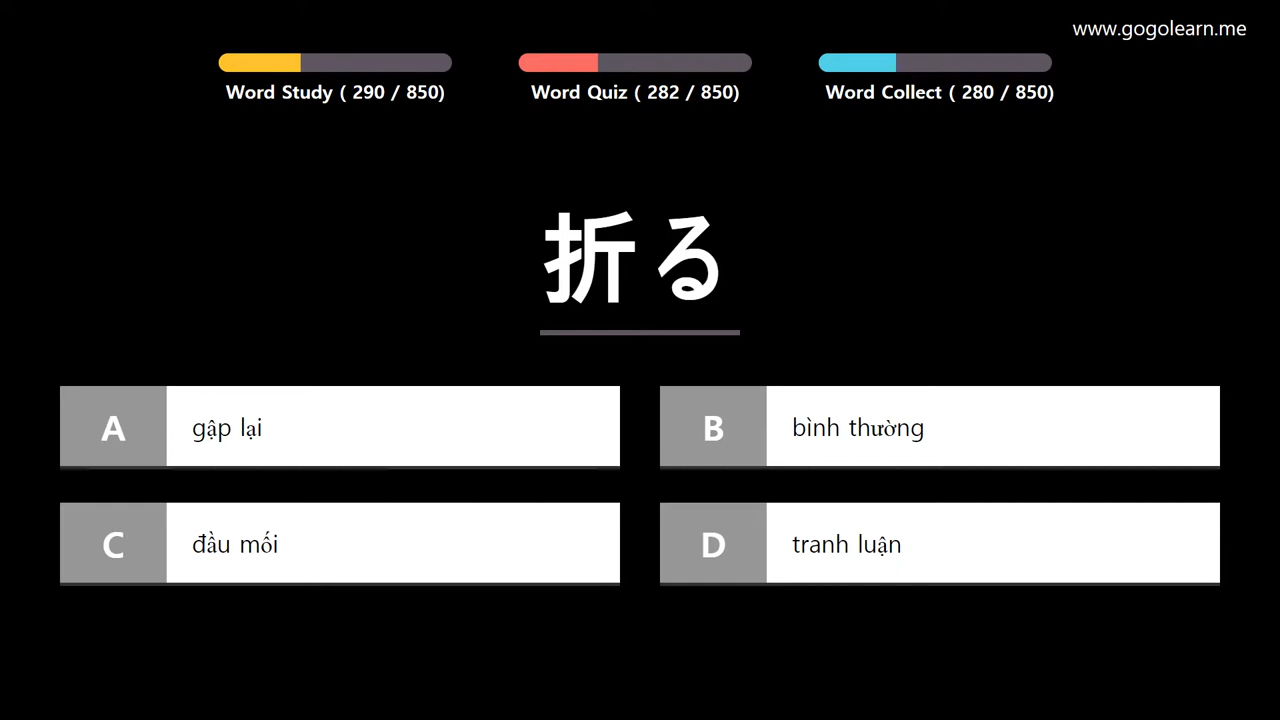 www.gogolearn.me
Word Study ( 290 / 850)
Word Quiz ( 282 / 850)
Word Collect ( 280 / 850)
折る
A
gập lại
B
bình thường
C
đầu mối
D
tranh luận